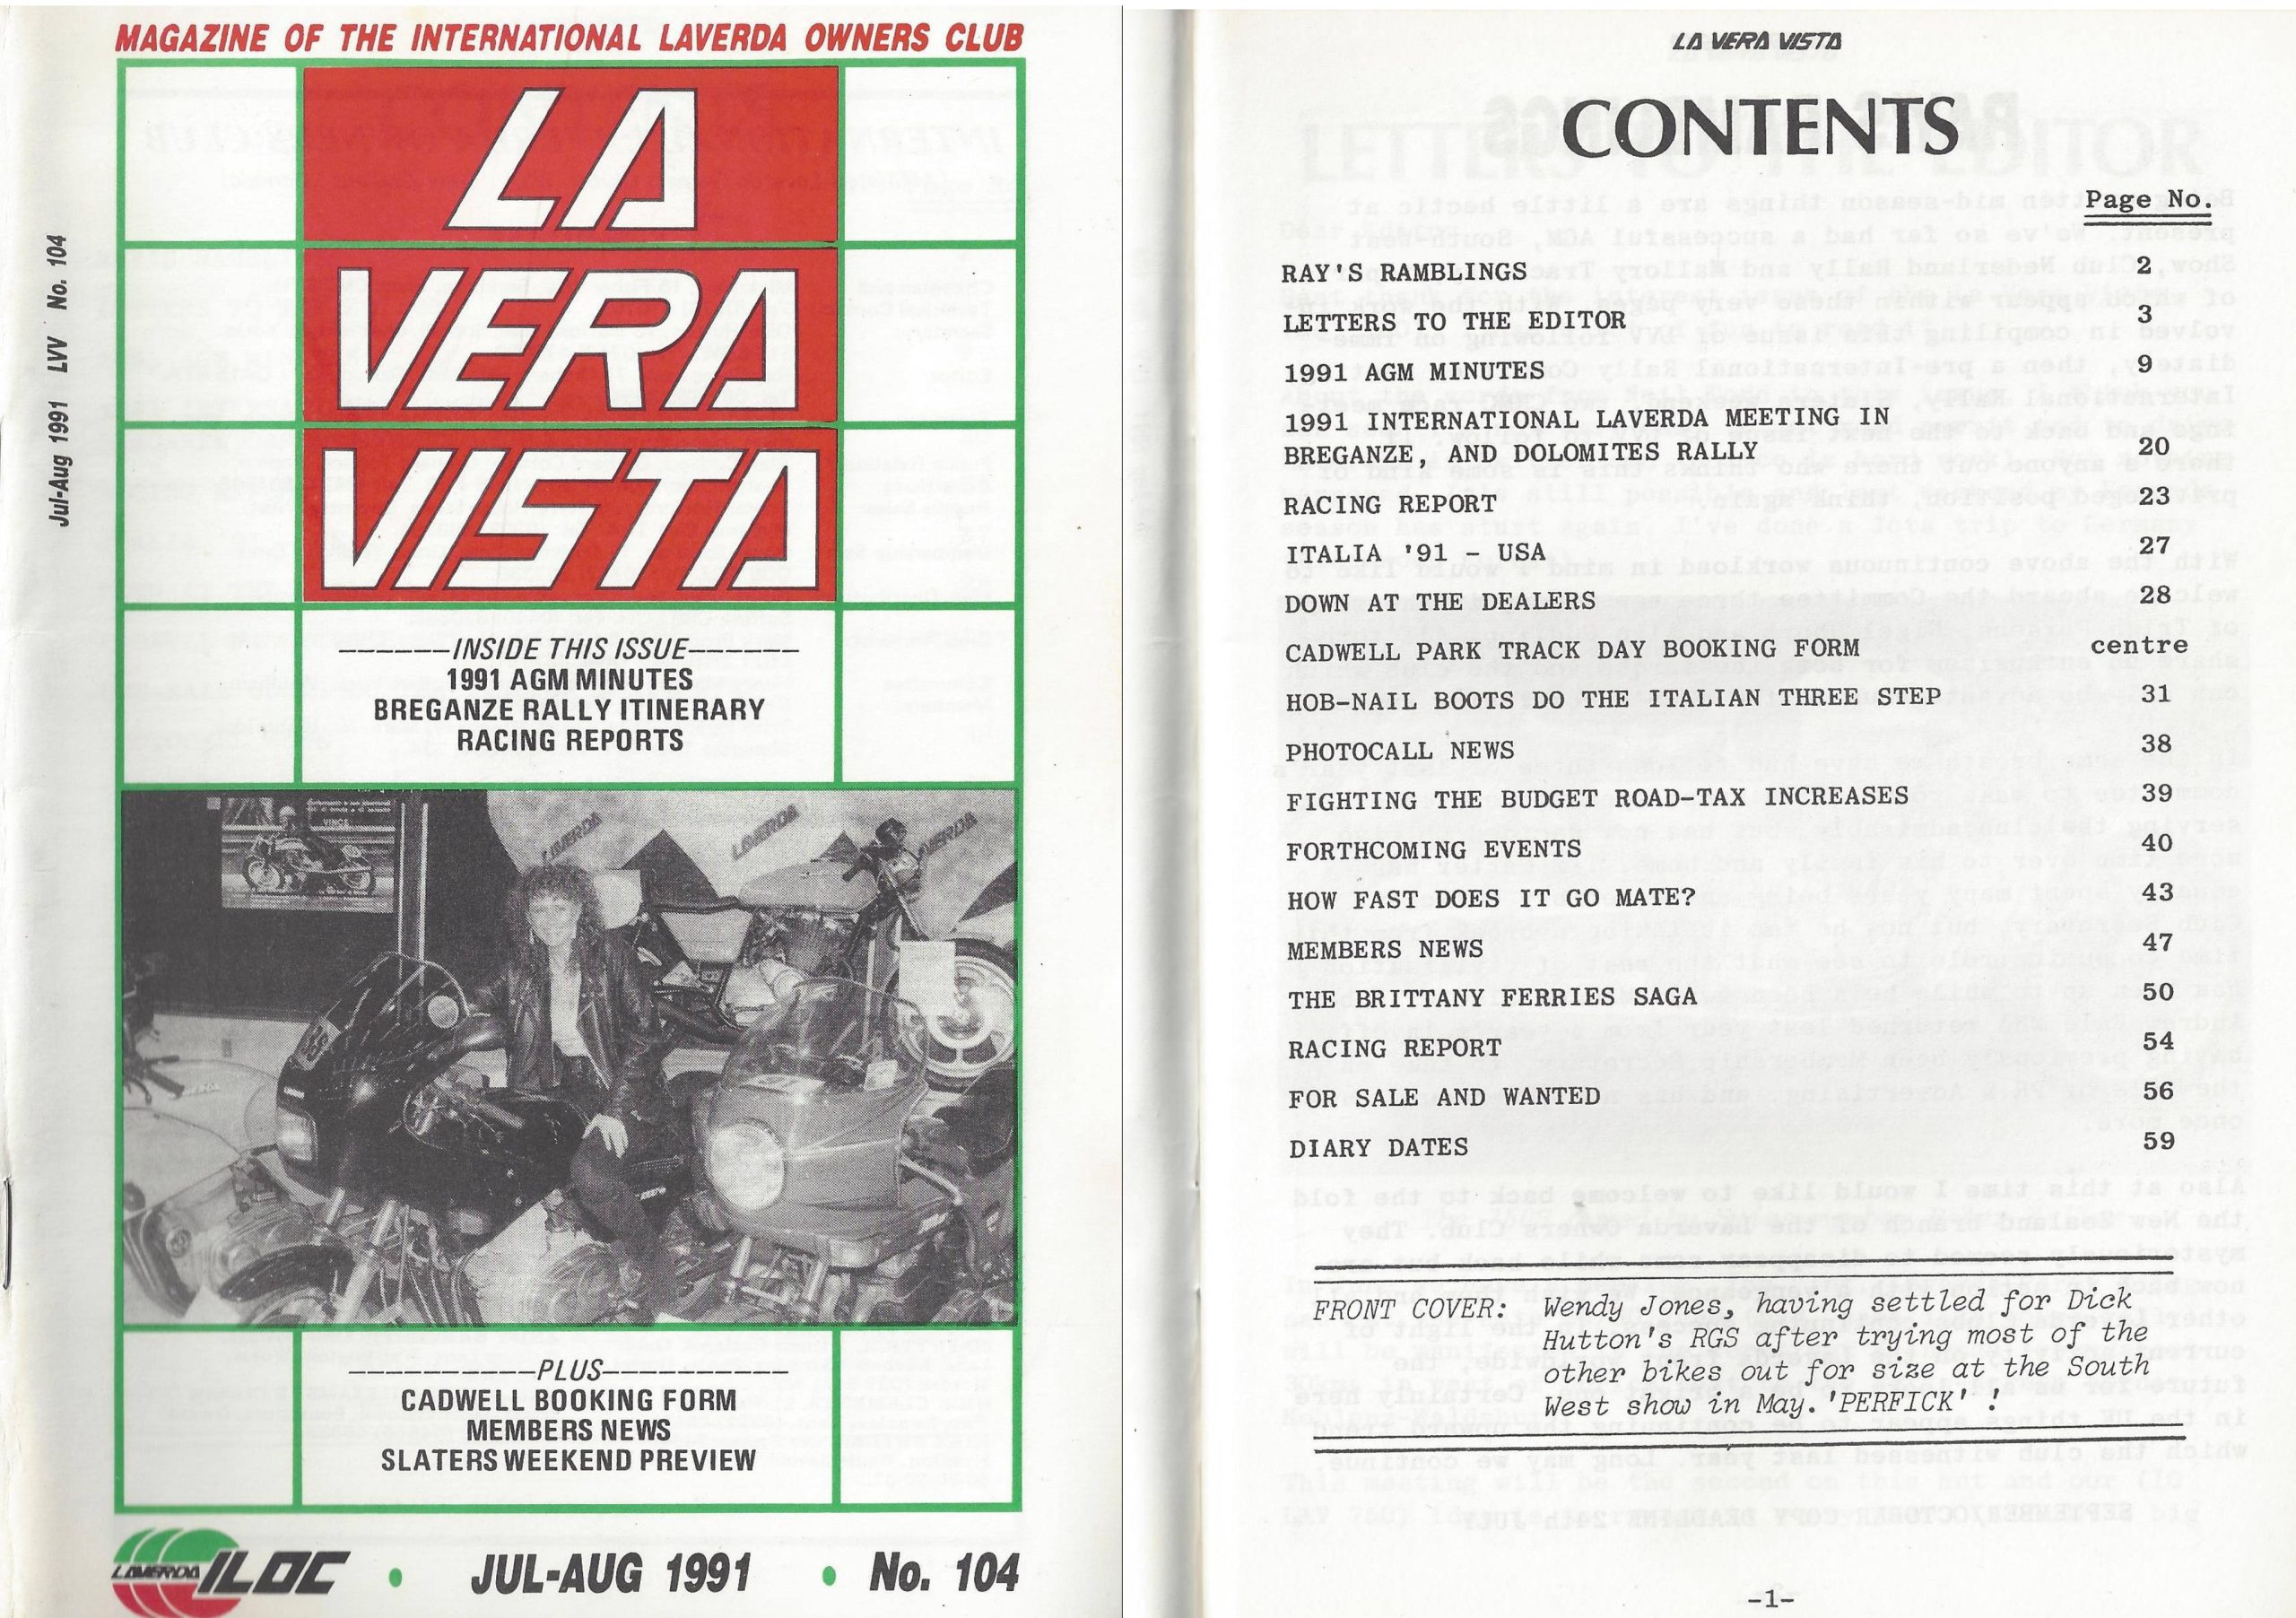 MAGAZINE OF THE INTERNATIONAL LAVERDA OWNERS CLUB
Jul-Aug 1991 LVV No. 104
LA
VERA
VISTA
------INSIDE THIS ISSUE------
1991 AGM MINUTES
BREGANZE RALLY ITINERARY
RACING REPORTS
VINCE
LAVERDA
LAVERDA
LAVERDA
----------PLUS----------
CADWELL BOOKING FORM
MEMBERS NEWS
SLATERS WEEKEND PREVIEW
LAVERDA ILOC • JUL-AUG 1991 • No. 104
LA VERA VISTA
CONTENTS
Page No.
RAY'S RAMBLINGS 2
LETTERS TO THE EDITOR 3
1991 AGM MINUTES 9
1991 INTERNATIONAL LAVERDA MEETING IN
BREGANZE, AND DOLOMITES RALLY 20
RACING REPORT 23
ITALIA '91 - USA 27
DOWN AT THE DEALERS 28
CADWELL PARK TRACK DAY BOOKING FORM centre
HOB-NAIL BOOTS DO THE ITALIAN THREE STEP 31
PHOTOCALL NEWS 38
FIGHTING THE BUDGET ROAD-TAX INCREASES 39
FORTHCOMING EVENTS 40
HOW FAST DOES IT GO MATE? 43
MEMBERS NEWS 47
THE BRITTANY FERRIES SAGA 50
RACING REPORT 54
FOR SALE AND WANTED 56
DIARY DATES 59
FRONT COVER: Wendy Jones, having settled for Dick
Hutton's RGS after trying most of the
other bikes out for size at the South
West show in May. 'PERFICK' !
-1-